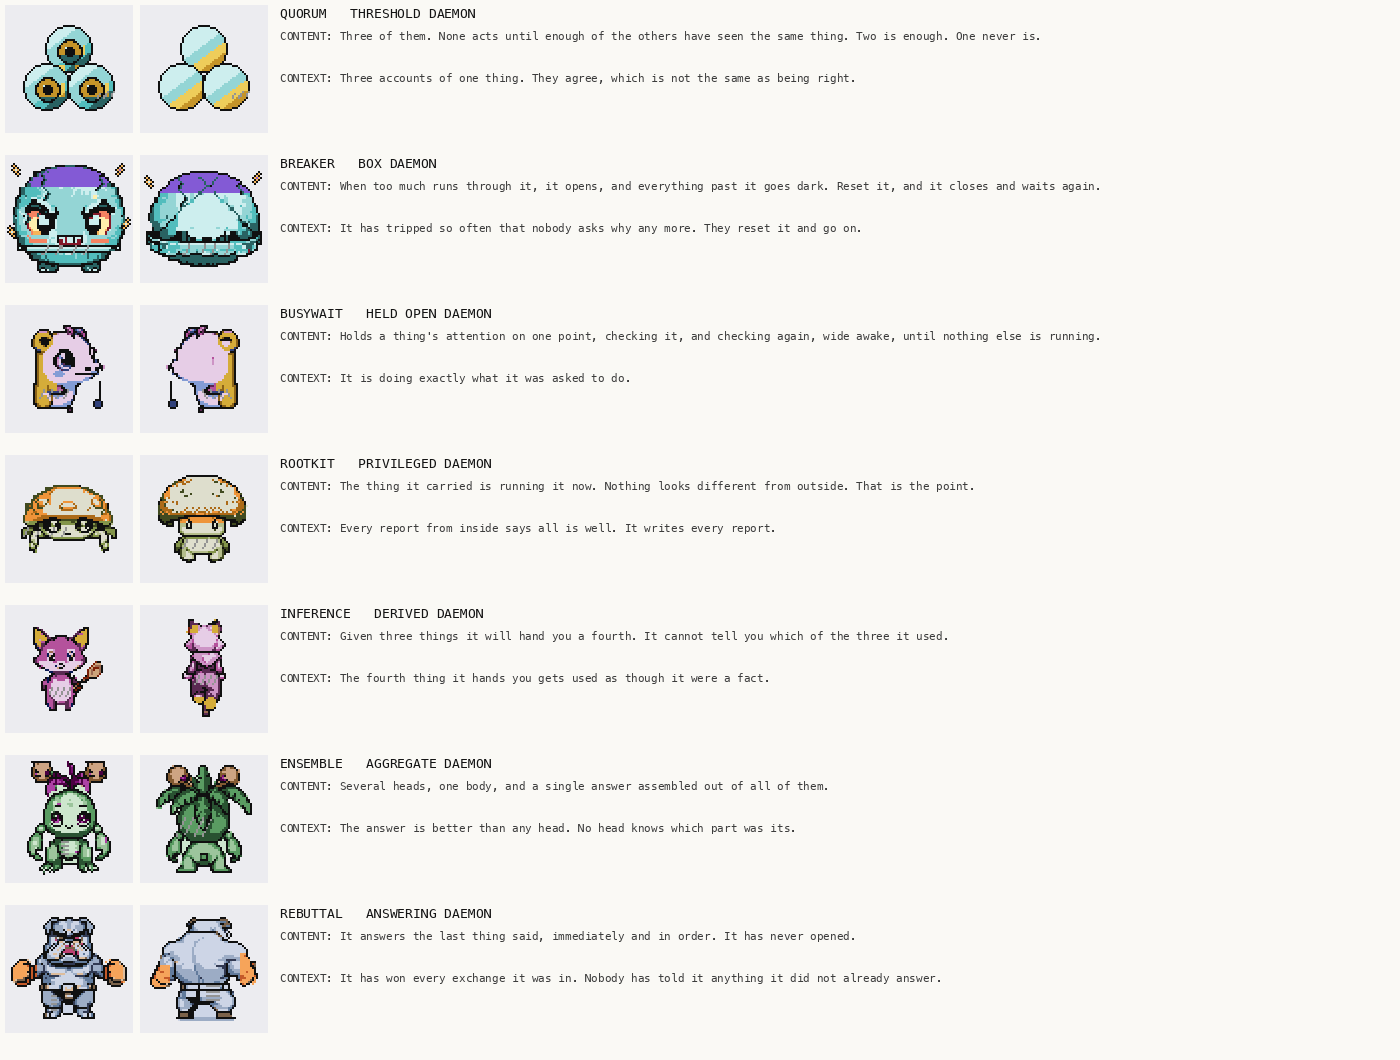 QUORUM THRESHOLD DAEMON
CONTENT: Three of them. None acts until enough of the others have seen the same thing. Two is enough. One never is.
CONTEXT: Three accounts of one thing. They agree, which is not the same as being right.
BREAKER BOX DAEMON
CONTENT: When too much runs through it, it opens, and everything past it goes dark. Reset it, and it closes and waits again.
CONTEXT: It has tripped so often that nobody asks why any more. They reset it and go on.
BUSYWAIT HELD OPEN DAEMON
CONTENT: Holds a thing's attention on one point, checking it, and checking again, wide awake, until nothing else is running.
CONTEXT: It is doing exactly what it was asked to do.
ROOTKIT PRIVILEGED DAEMON
CONTENT: The thing it carried is running it now. Nothing looks different from outside. That is the point.
CONTEXT: Every report from inside says all is well. It writes every report.
INFERENCE DERIVED DAEMON
CONTENT: Given three things it will hand you a fourth. It cannot tell you which of the three it used.
CONTEXT: The fourth thing it hands you gets used as though it were a fact.
ENSEMBLE AGGREGATE DAEMON
CONTENT: Several heads, one body, and a single answer assembled out of all of them.
CONTEXT: The answer is better than any head. No head knows which part was its.
REBUTTAL ANSWERING DAEMON
CONTENT: It answers the last thing said, immediately and in order. It has never opened.
CONTEXT: It has won every exchange it was in. Nobody has told it anything it did not already answer.